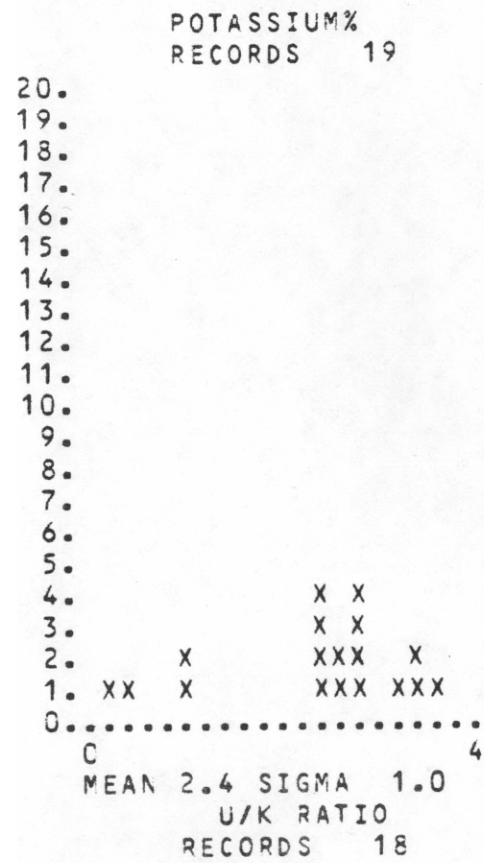 POTASSIUM%
RECORDS 19
20.
19.
18.
17.
16.
15.
14.
13.
12.
11.
10.
9.
8.
7.
6.
5.
4. X X
3. X X
2. X XXX X
1. XX X XXX XXX
0.......................
0 4
MEAN 2.4 SIGMA 1.0
U/K RATIO
RECORDS 18